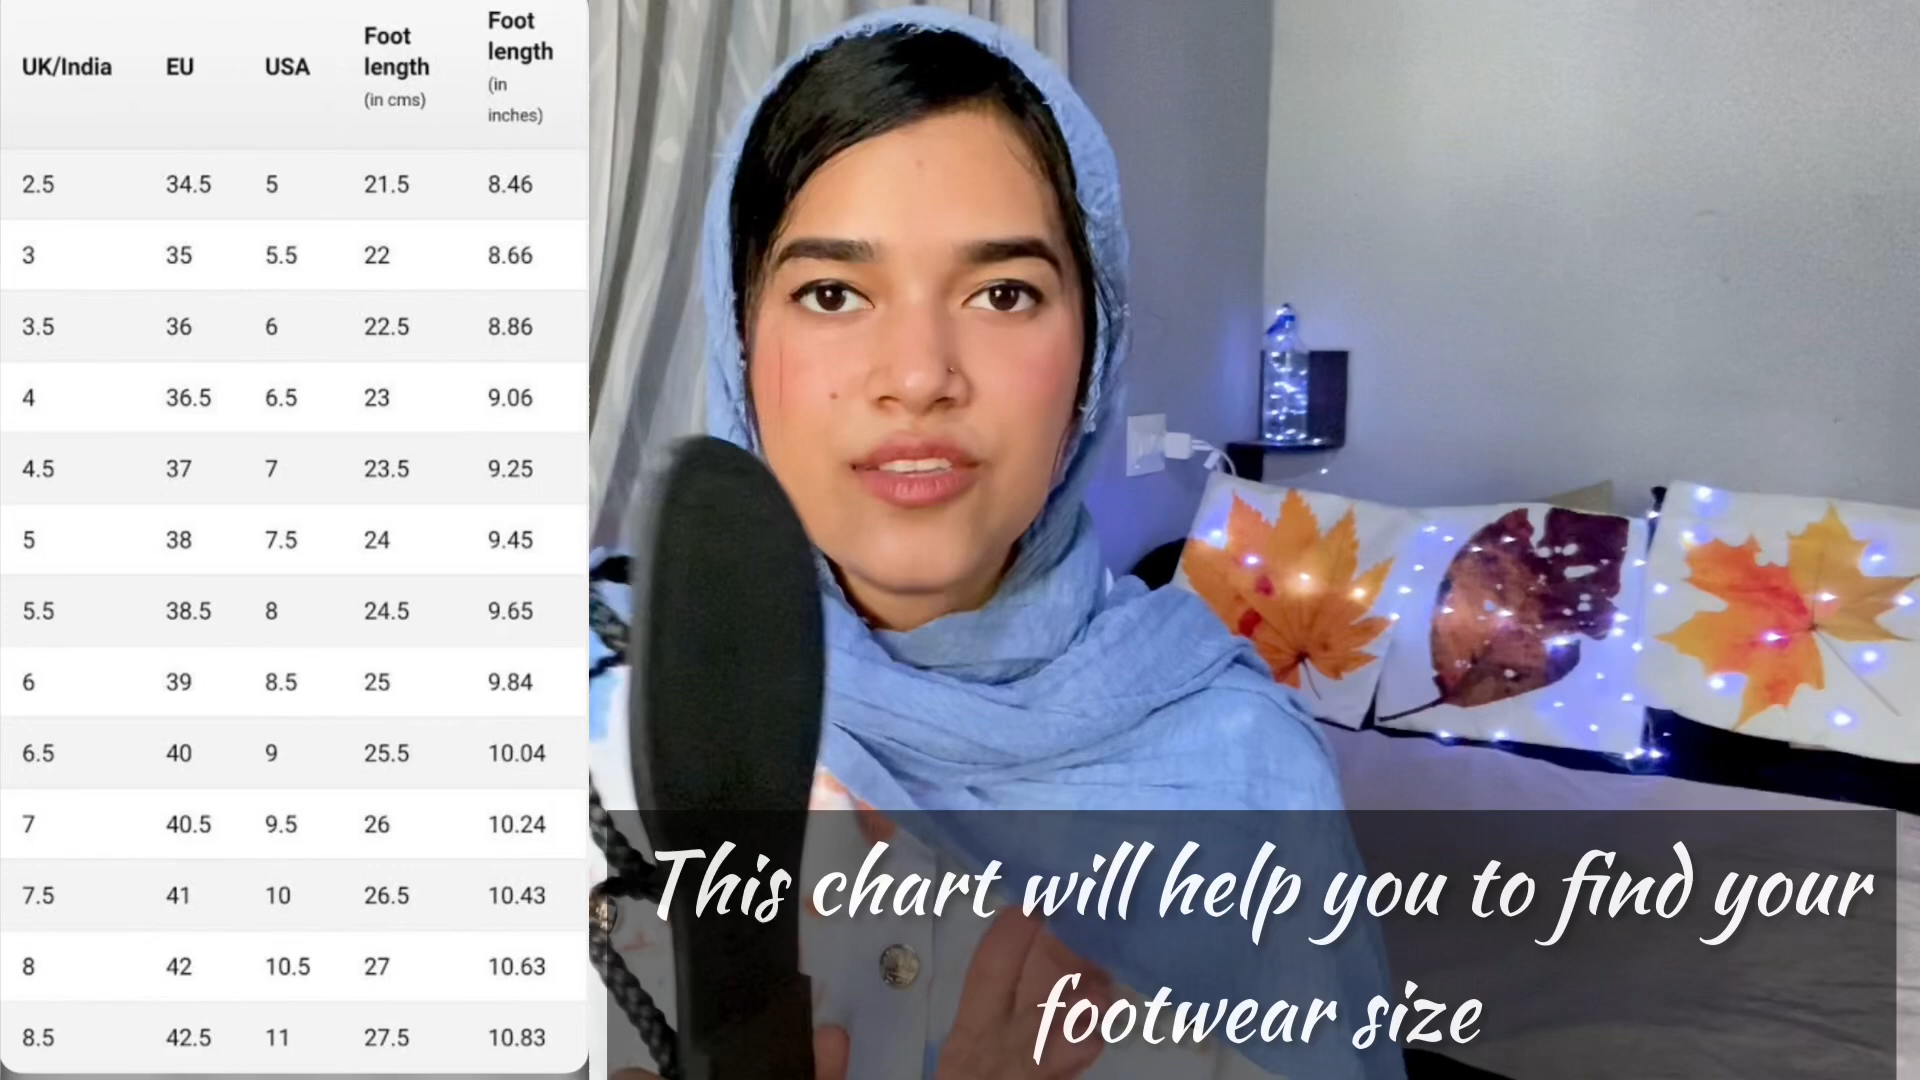 UK/India EU USA Foot length (in cms) Foot length (in inches)
2.5 34.5 5 21.5 8.46
3 35 5.5 22 8.66
3.5 36 6 22.5 8.86
4 36.5 6.5 23 9.06
4.5 37 7 23.5 9.25
5 38 7.5 24 9.45
5.5 38.5 8 24.5 9.65
6 39 8.5 25 9.84
6.5 40 9 25.5 10.04
7 40.5 9.5 26 10.24
7.5 41 10 26.5 10.43
8 42 10.5 27 10.63
8.5 42.5 11 27.5 10.83
This chart will help you to find your
footwear size